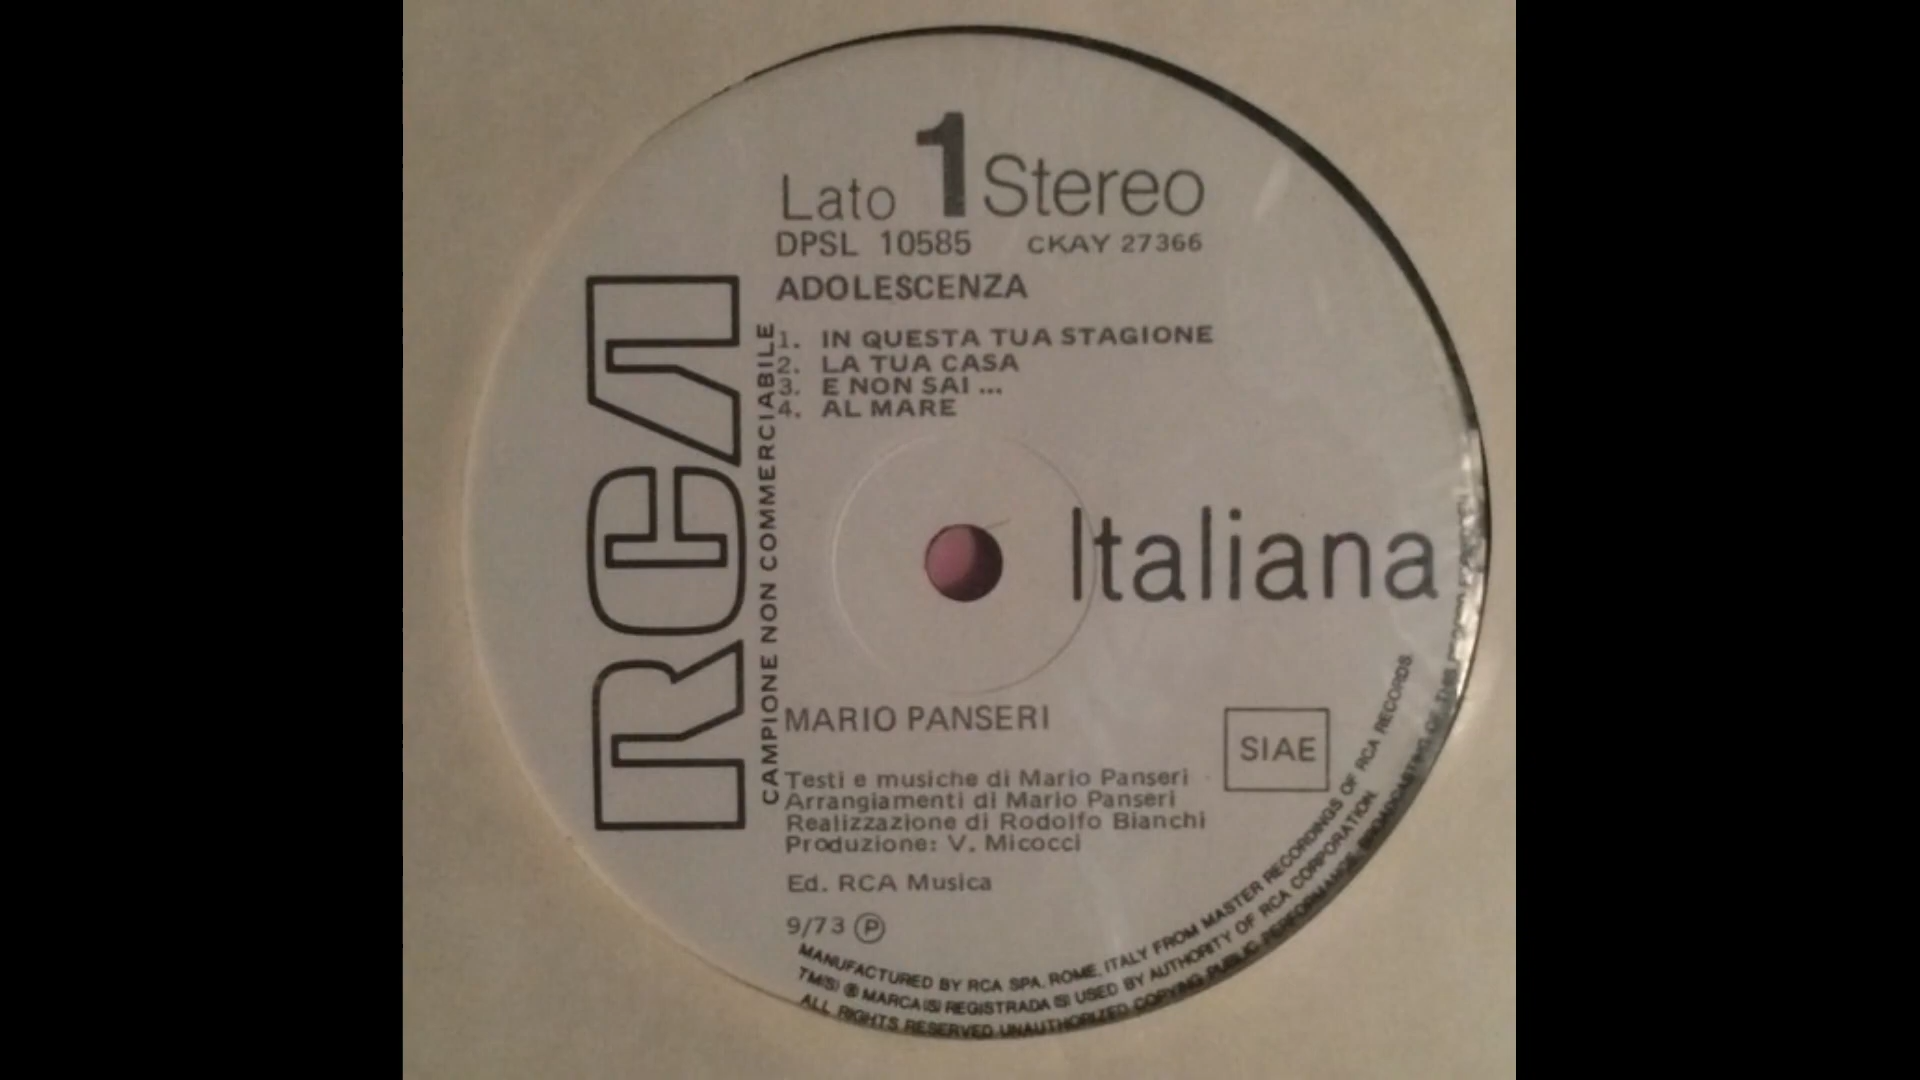 Lato 1 Stereo
DPSL 10585 CKAY 27366
ADOLESCENZA
1. IN QUESTA TUA STAGIONE
2. LA TUA CASA
3. E NON SAI ...
4. AL MARE
RCA
CAMPIONE NON COMMERCIABILE
Italiana
MARIO PANSERI
SIAE
Testi e musiche di Mario Panseri
Arrangiamenti di Mario Panseri
Realizzazione di Rodolfo Bianchi
Produzione: V. Micocci
Ed. RCA Musica
9/73 Ⓟ
MANUFACTURED BY RCA SPA, ROME, ITALY FROM MASTER RECORDINGS OF RCA RECORDS.
TM(S) ® MARCA(S) REGISTRADA(S) USED BY AUTHORITY OF RCA CORPORATION.
ALL RIGHTS RESERVED UNAUTHORIZED COPYING PUBLIC PERFORMANCE BROADCASTING OF THIS